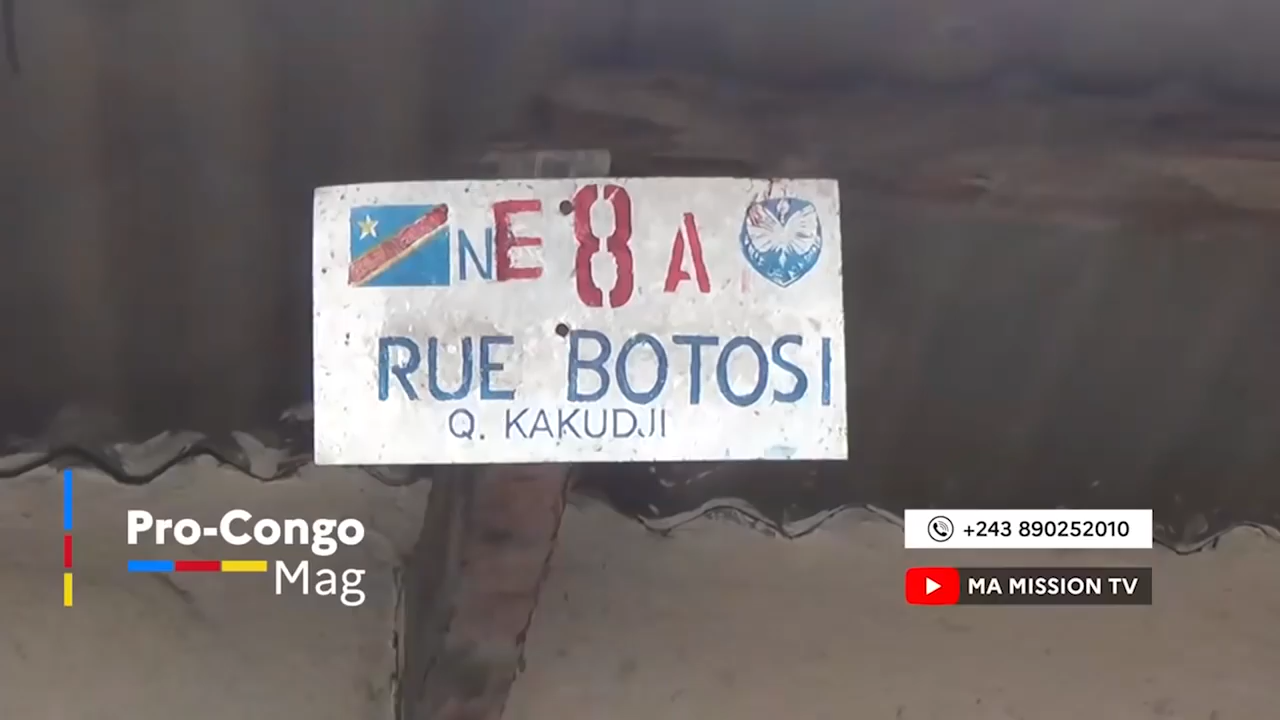 NE 8 A
RUE BOTOSI
Q. KAKUDJI
Pro-Congo
Mag
+243 890252010
MA MISSION TV